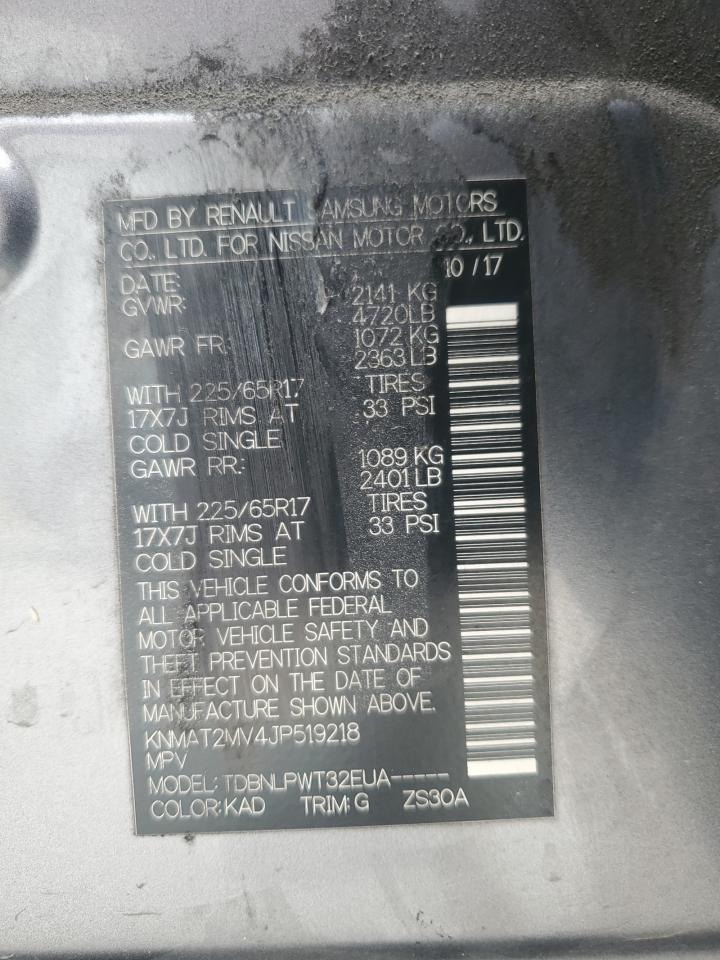 MFD BY RENAULT SAMSUNG MOTORS
CO., LTD. FOR NISSAN MOTOR CO., LTD.
DATE: 10 / 17
GVWR: 2141 KG
4720LB
GAWR FR: 1072 KG
2363 LB
WITH 225/65R17 TIRES
17X7J RIMS AT 33 PSI
COLD SINGLE
GAWR RR: 1089 KG
2401 LB
WITH 225/65R17 TIRES
17X7J RIMS AT 33 PSI
COLD SINGLE
THIS VEHICLE CONFORMS TO
ALL APPLICABLE FEDERAL
MOTOR VEHICLE SAFETY AND
THEFT PREVENTION STANDARDS
IN EFFECT ON THE DATE OF
MANUFACTURE SHOWN ABOVE.
KNMAT2MV4JP519218
MPV
MODEL: TDBNLPWT32EUA-----
COLOR: KAD TRIM: G ZS30A